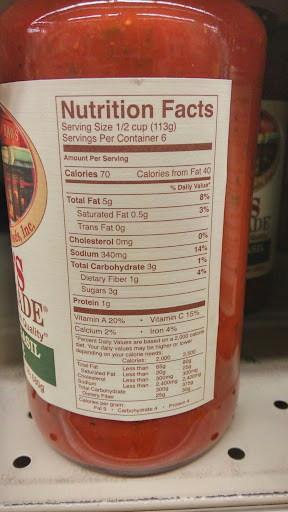 Nutrition Facts
Serving Size 1/2 cup (113g)
Servings Per Container 6
Amount Per Serving
Calories 70 Calories from Fat 40
% Daily Value*
Total Fat 5g 8%
Saturated Fat 0.5g 3%
Trans Fat 0g
Cholesterol 0mg 0%
Sodium 340mg 14%
Total Carbohydrate 3g 1%
Dietary Fiber 1g 4%
Sugars 3g
Protein 1g
Vitamin A 20% • Vitamin C 15%
Calcium 2% • Iron 4%
*Percent Daily Values are based on a 2,000 calorie
diet. Your daily values may be higher or lower
depending on your calorie needs:
Calories: 2,000 2,500
Total Fat Less than 65g 80g
Saturated Fat Less than 20g 25g
Cholesterol Less than 300mg 300mg
Sodium Less than 2,400mg 2,400mg
Total Carbohydrate 300g 375g
Dietary Fiber 25g 30g
Calories per gram:
Fat 9 • Carbohydrate 4 • Protein 4
ds, Inc.
S
ADE®
Quality"
SIL